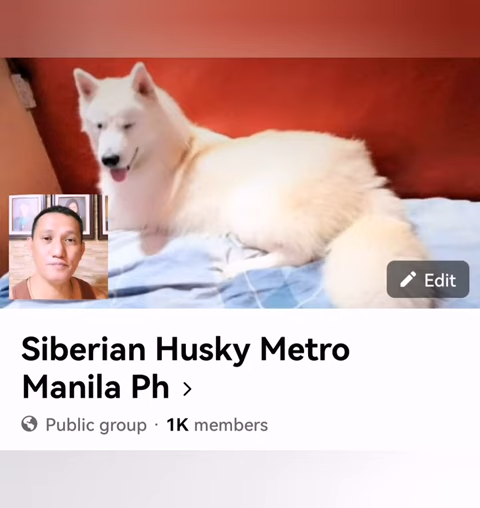 Edit
Siberian Husky Metro
Manila Ph >
Public group · 1K members